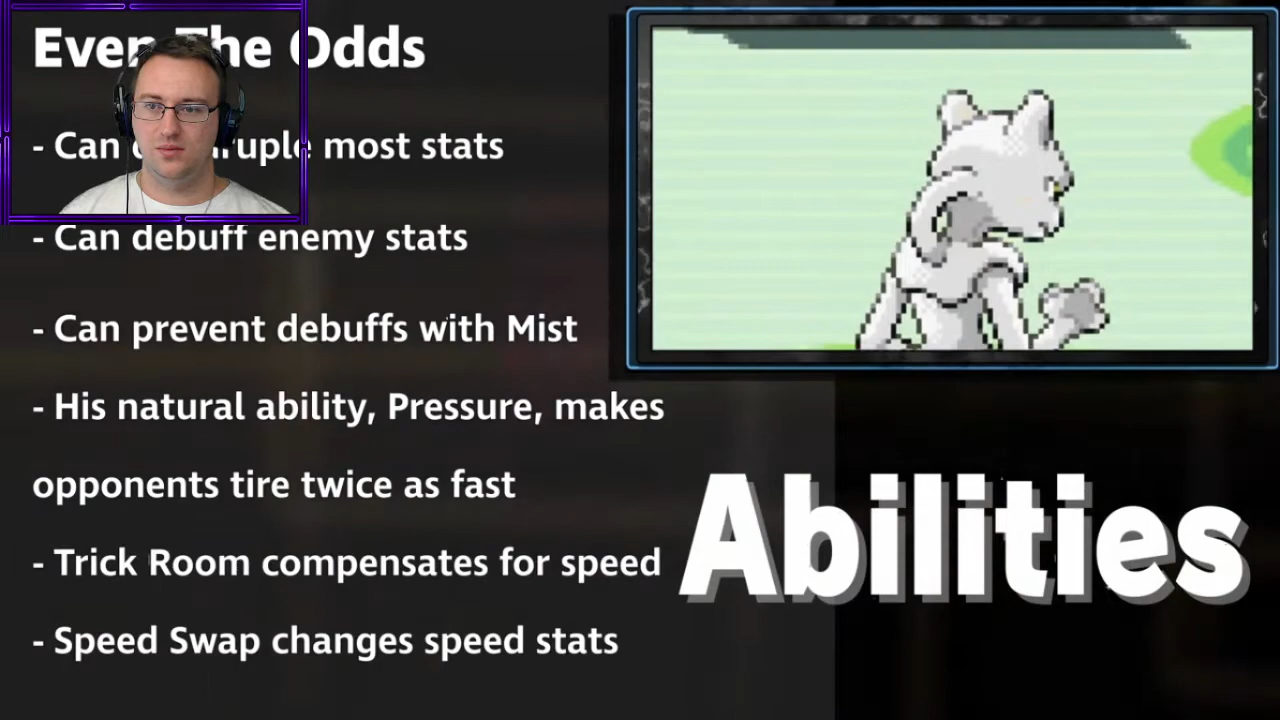 Even The Odds
- Can most stats
- Can debuff enemy stats
- Can prevent debuffs with Mist
- His natural ability, Pressure, makes
opponents tire twice as fast
- Trick Room compensates for speed
- Speed Swap changes speed stats
Abilities